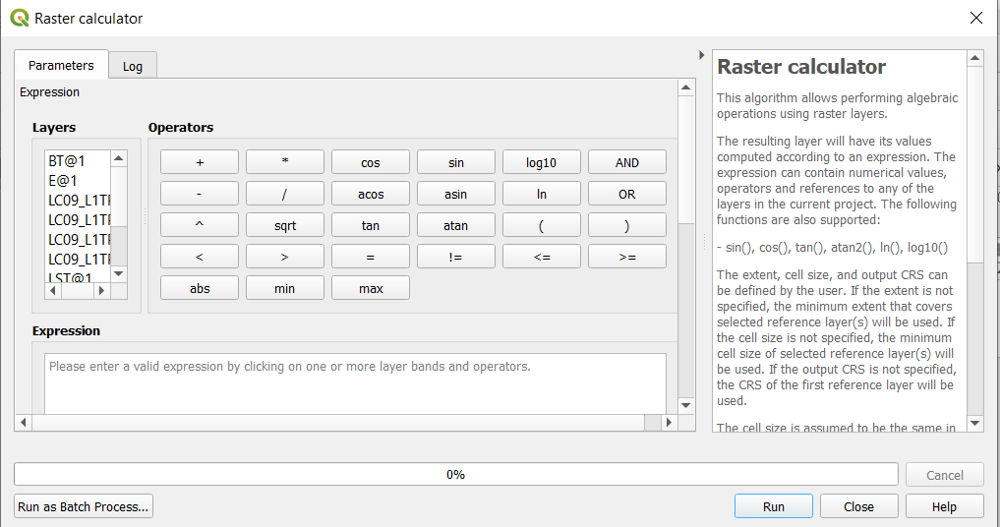 Raster calculator
Parameters
Log
Expression
Layers
BT@1
E@1
LC09_L1TF
LC09_L1TF
LC09_L1TF
LC09_L1TF
LST@1
Operators
+ * cos sin log10 AND
- / acos asin ln OR
^ sqrt tan atan ( )
< > = != <= >=
abs min max
Expression
Please enter a valid expression by clicking on one or more layer bands and operators.
Raster calculator
This algorithm allows performing algebraic
operations using raster layers.
The resulting layer will have its values
computed according to an expression. The
expression can contain numerical values,
operators and references to any of the
layers in the current project. The following
functions are also supported:
- sin(), cos(), tan(), atan2(), ln(), log10()
The extent, cell size, and output CRS can
be defined by the user. If the extent is not
specified, the minimum extent that covers
selected reference layer(s) will be used. If
the cell size is not specified, the minimum
cell size of selected reference layer(s) will
be used. If the output CRS is not specified,
the CRS of the first reference layer will be
used.
The cell size is assumed to be the same in
0%
Cancel
Run as Batch Process...
Run
Close
Help